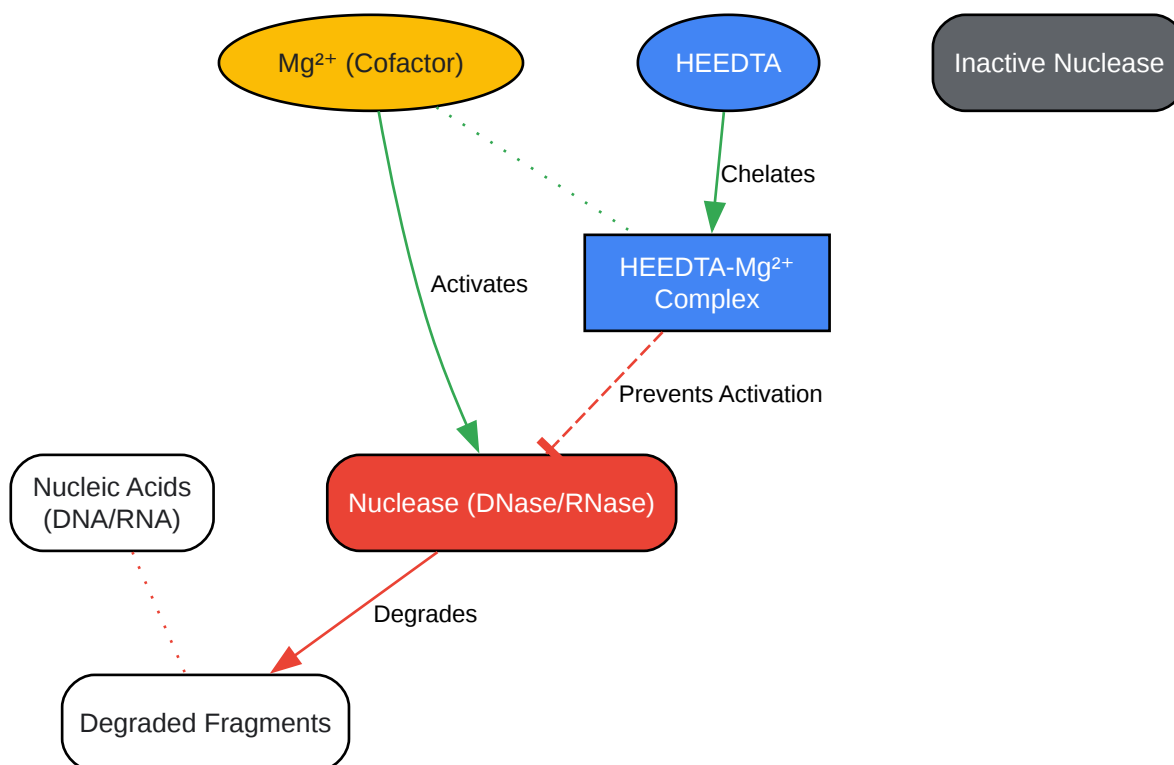 Mg²⁺ (Cofactor)
HEEDTA
Inactive Nuclease
Chelates
HEEDTA-Mg²⁺
Complex
Activates
Prevents Activation
Nucleic Acids
(DNA/RNA)
Nuclease (DNase/RNase)
Degrades
Degraded Fragments